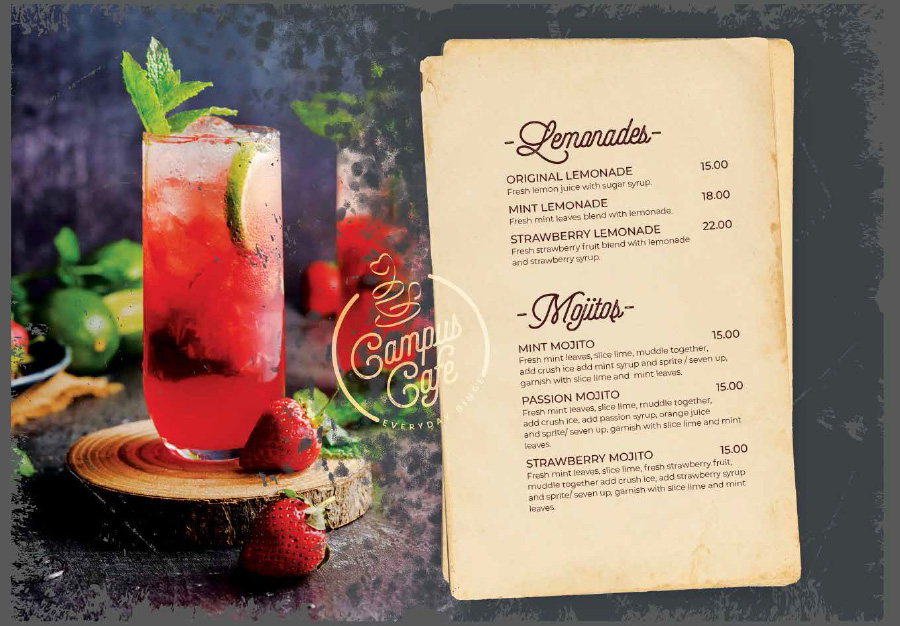 -Lemonades-
ORIGINAL LEMONADE 15.00
Fresh lemon juice with sugar syrup.
MINT LEMONADE 18.00
Fresh mint leaves blend with lemonade.
STRAWBERRY LEMONADE 22.00
Fresh strawberry fruit blend with lemonade
and strawberry syrup.
-Mojitos-
MINT MOJITO 15.00
Fresh mint leaves, slice lime, muddle together,
add crush ice add mint syrup and sprite / seven up,
garnish with slice lime and mint leaves.
PASSION MOJITO 15.00
Fresh mint leaves, slice lime, muddle together,
add crush ice, add passion syrup, orange juice
and sprite/ seven up, garnish with slice lime and mint
leaves.
STRAWBERRY MOJITO 15.00
Fresh mint leaves, slice lime, fresh strawberry fruit,
muddle together add crush ice, add strawberry syrup
and sprite/ seven up, garnish with slice lime and mint
leaves.
Campus
Cafe
EVERYDAY